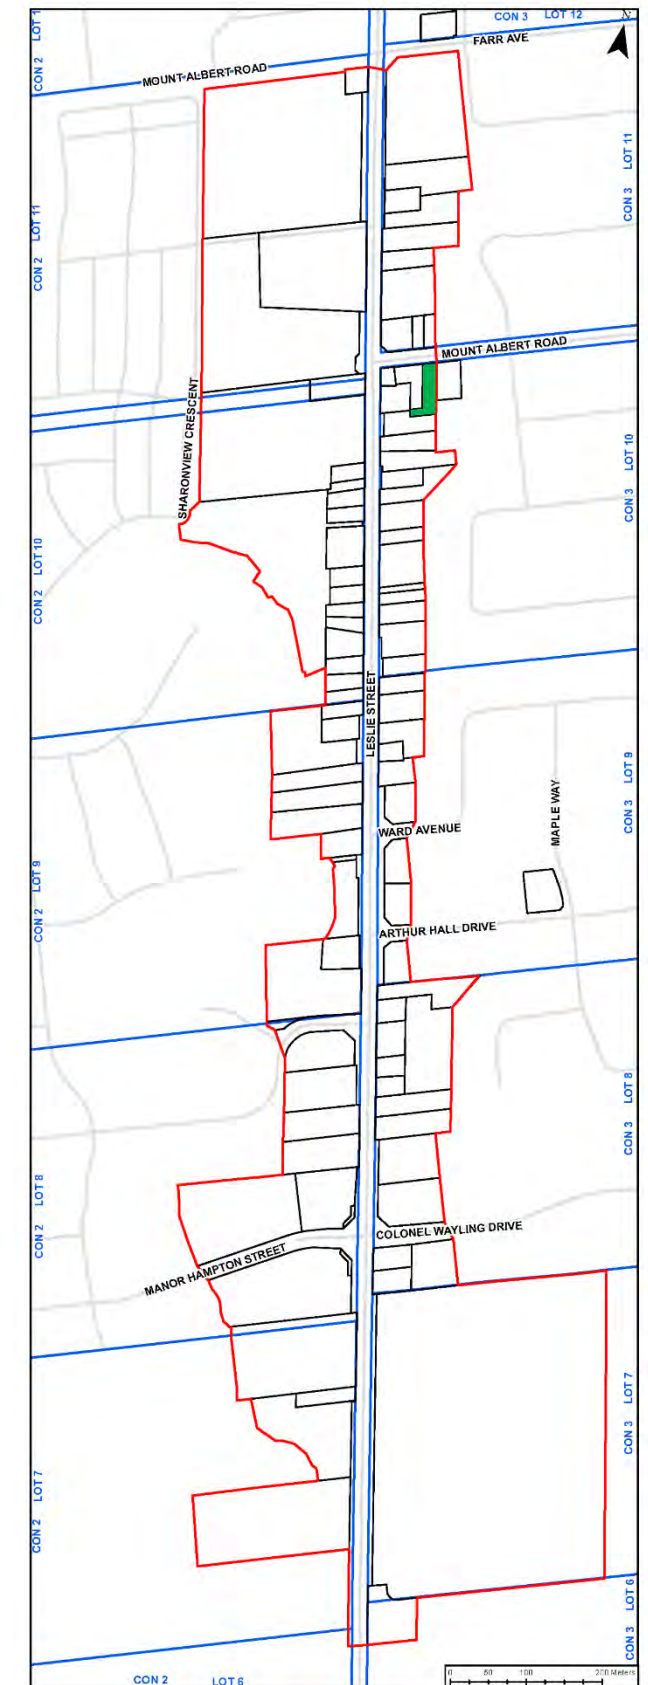 CON 3 LOT 12
N
FARR AVE
CON 2 LOT 1
MOUNT ALBERT ROAD
CON 3 LOT 11
CON 2 LOT 11
MOUNT ALBERT ROAD
SHARONVIEW CRESCENT
CON 3 LOT 10
CON 2 LOT 10
LESLIE STREET
CON 3 LOT 9
MAPLE WAY
WARD AVENUE
CON 2 LOT 9
ARTHUR HALL DRIVE
CON 3 LOT 8
CON 2 LOT 8
COLONEL WAYLING DRIVE
MANOR HAMPTON STREET
CON 3 LOT 7
CON 2 LOT 7
CON 3 LOT 6
0 50 100 200 Meters
CON 2 LOT 6